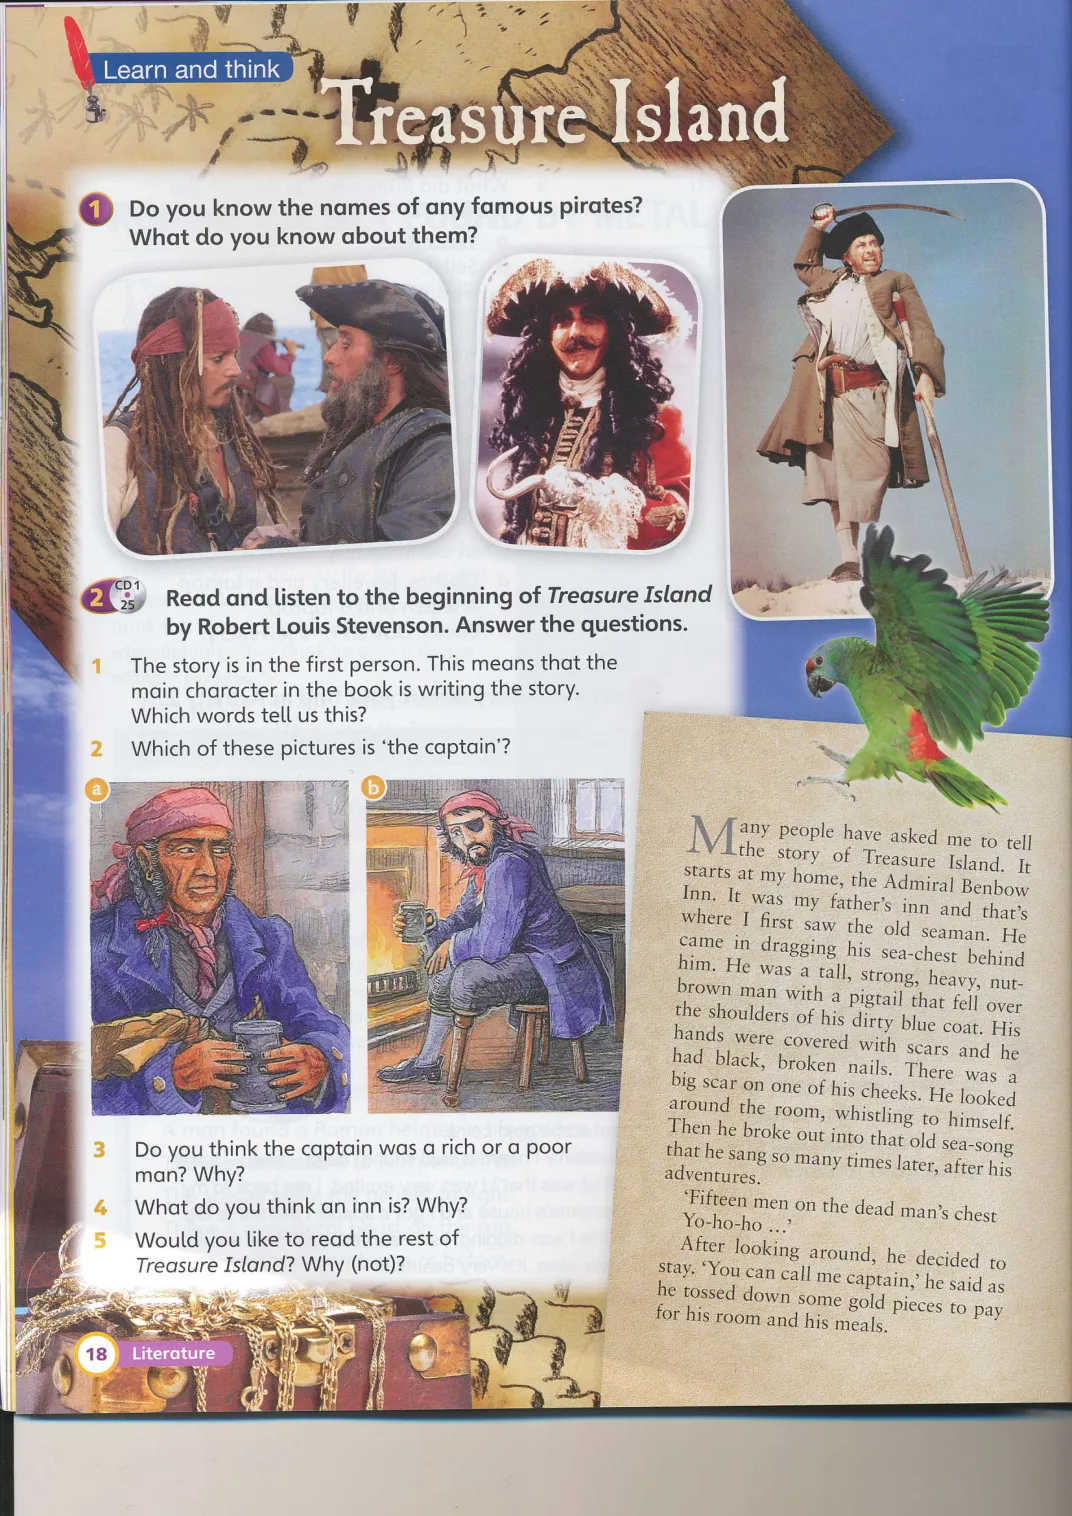 Learn and think
Treasure Island
1 Do you know the names of any famous pirates?
What do you know about them?
2 CD 1 25 Read and listen to the beginning of Treasure Island
by Robert Louis Stevenson. Answer the questions.
1 The story is in the first person. This means that the
main character in the book is writing the story.
Which words tell us this?
2 Which of these pictures is ‘the captain’?
a
b
3 Do you think the captain was a rich or a poor
man? Why?
4 What do you think an inn is? Why?
5 Would you like to read the rest of
Treasure Island? Why (not)?
Many people have asked me to tell
the story of Treasure Island. It
starts at my home, the Admiral Benbow
Inn. It was my father’s inn and that’s
where I first saw the old seaman. He
came in dragging his sea-chest behind
him. He was a tall, strong, heavy, nut-
brown man with a pigtail that fell over
the shoulders of his dirty blue coat. His
hands were covered with scars and he
had black, broken nails. There was a
big scar on one of his cheeks. He looked
around the room, whistling to himself.
Then he broke out into that old sea-song
that he sang so many times later, after his
adventures.
‘Fifteen men on the dead man’s chest
Yo-ho-ho ...’
After looking around, he decided to
stay. ‘You can call me captain,’ he said as
he tossed down some gold pieces to pay
for his room and his meals.
18 Literature